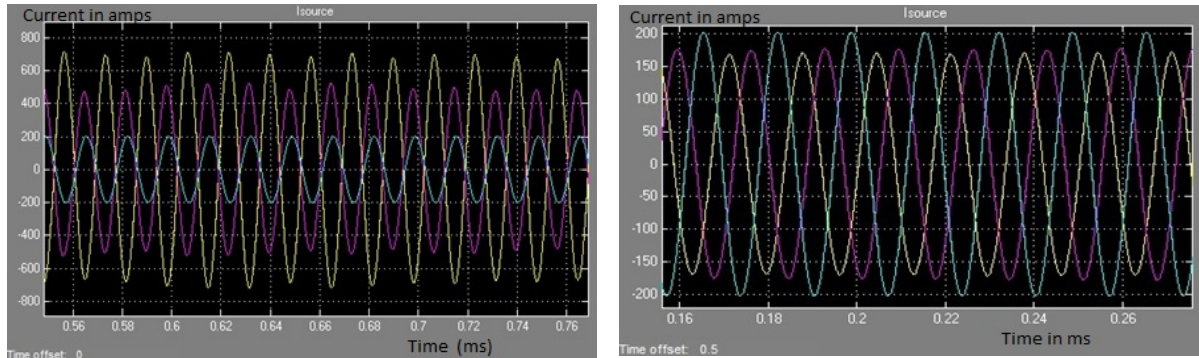 Current in amps
Isource
800
600
400
200
0
-200
-400
-600
-800
0.56 0.58 0.6 0.62 0.64 0.66 0.68 0.7 0.72 0.74 0.76
Time (ms)
Time offset: 0
Current in amps
Isource
200
150
100
50
0
-50
-100
-150
-200
0.16 0.18 0.2 0.22 0.24 0.26
Time in ms
Time offset: 0.5